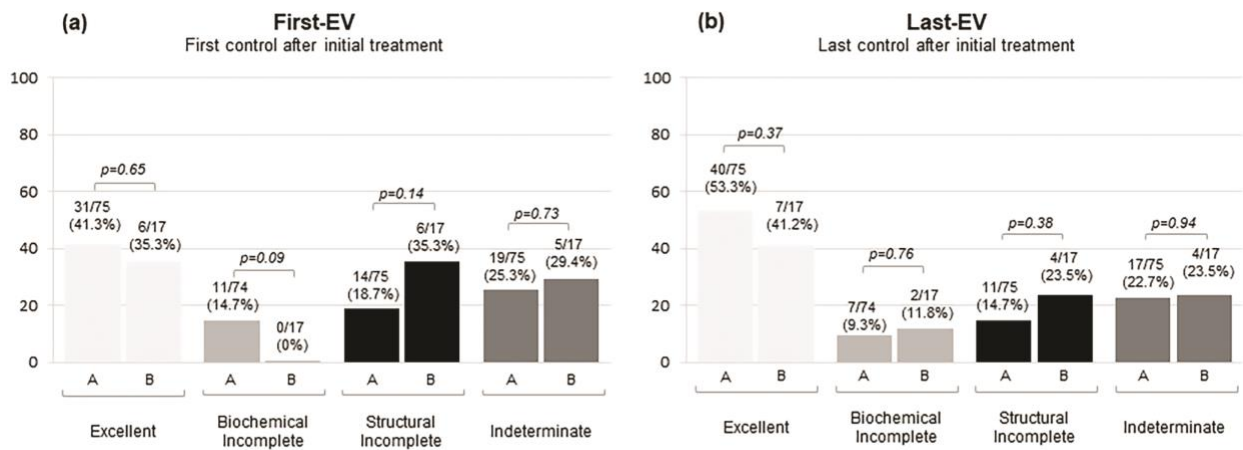 (a)
First-EV
First control after initial treatment
100
80
60
40
20
0
p=0.65
31/75
(41.3%)
6/17
(35.3%)
p=0.09
11/74
(14.7%)
0/17
(0%)
p=0.14
14/75
(18.7%)
6/17
(35.3%)
p=0.73
19/75
(25.3%)
5/17
(29.4%)
A B A B A B A B
Excellent
Biochemical
Incomplete
Structural
Incomplete
Indeterminate
(b)
Last-EV
Last control after initial treatment
100
80
60
40
20
0
p=0.37
40/75
(53.3%)
7/17
(41.2%)
p=0.76
7/74
(9.3%)
2/17
(11.8%)
p=0.38
11/75
(14.7%)
4/17
(23.5%)
p=0.94
17/75
(22.7%)
4/17
(23.5%)
A B A B A B A B
Excellent
Biochemical
Incomplete
Structural
Incomplete
Indeterminate